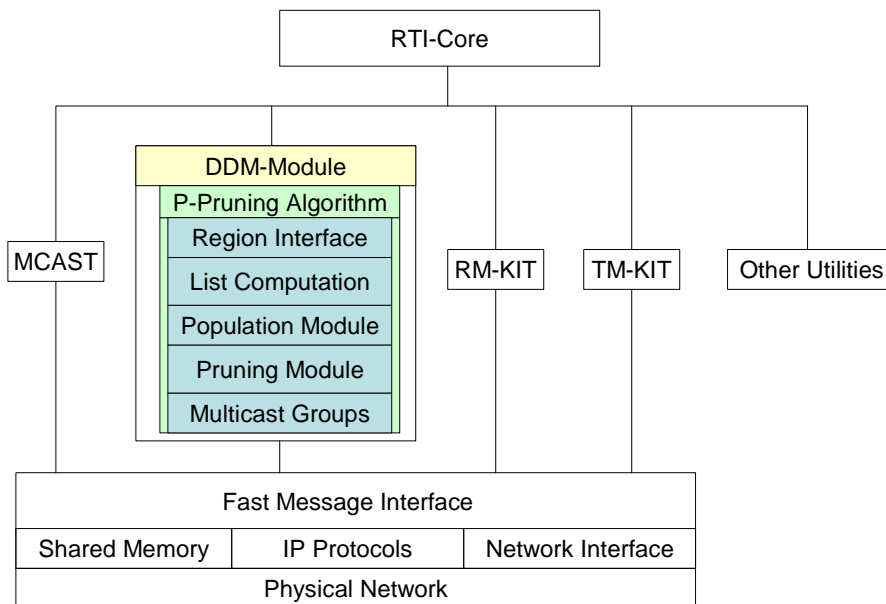 RTI-Core
DDM-Module
P-Pruning Algorithm
Region Interface
List Computation
Population Module
Pruning Module
Multicast Groups
MCAST
RM-KIT
TM-KIT
Other Utilities
Fast Message Interface
Shared Memory
IP Protocols
Network Interface
Physical Network